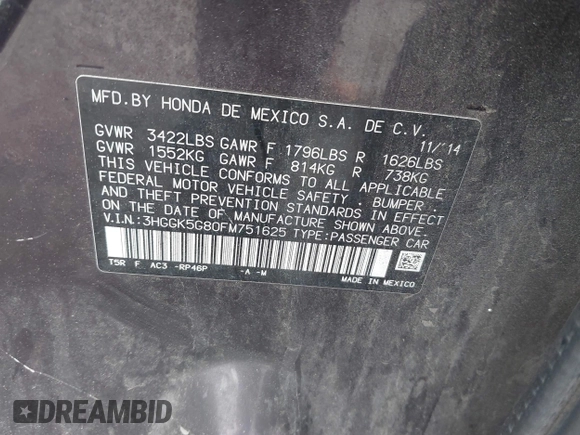 MFD.BY HONDA DE MEXICO S.A. DE C.V.
11/'14
GVWR 3422LBS GAWR F 1796LBS R 1626LBS
GVWR 1552KG GAWR F 814KG R 738KG
THIS VEHICLE CONFORMS TO ALL APPLICABLE
FEDERAL MOTOR VEHICLE SAFETY , BUMPER ,
AND THEFT PREVENTION STANDARDS IN EFFECT
ON THE DATE OF MANUFACTURE SHOWN ABOVE.
V.I.N.:3HGGK5G80FM751625 TYPE:PASSENGER CAR
T5R F AC3 -RP46P -A -M
MADE IN MEXICO
DREAMBID